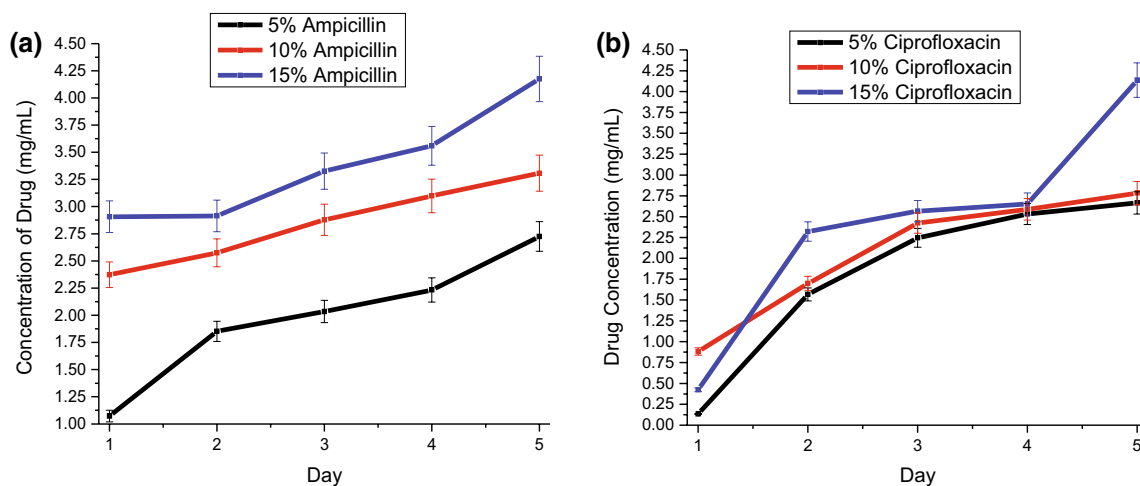 (a)
5% Ampicillin
10% Ampicillin
15% Ampicillin
Concentration of Drug (mg/mL)
4.50
4.25
4.00
3.75
3.50
3.25
3.00
2.75
2.50
2.25
2.00
1.75
1.50
1.25
1.00
1 2 3 4 5
Day
(b)
5% Ciprofloxacin
10% Ciprofloxacin
15% Ciprofloxacin
Drug Concentration (mg/mL)
4.50
4.25
4.00
3.75
3.50
3.25
3.00
2.75
2.50
2.25
2.00
1.75
1.50
1.25
1.00
0.75
0.50
0.25
0.00
1 2 3 4 5
Day